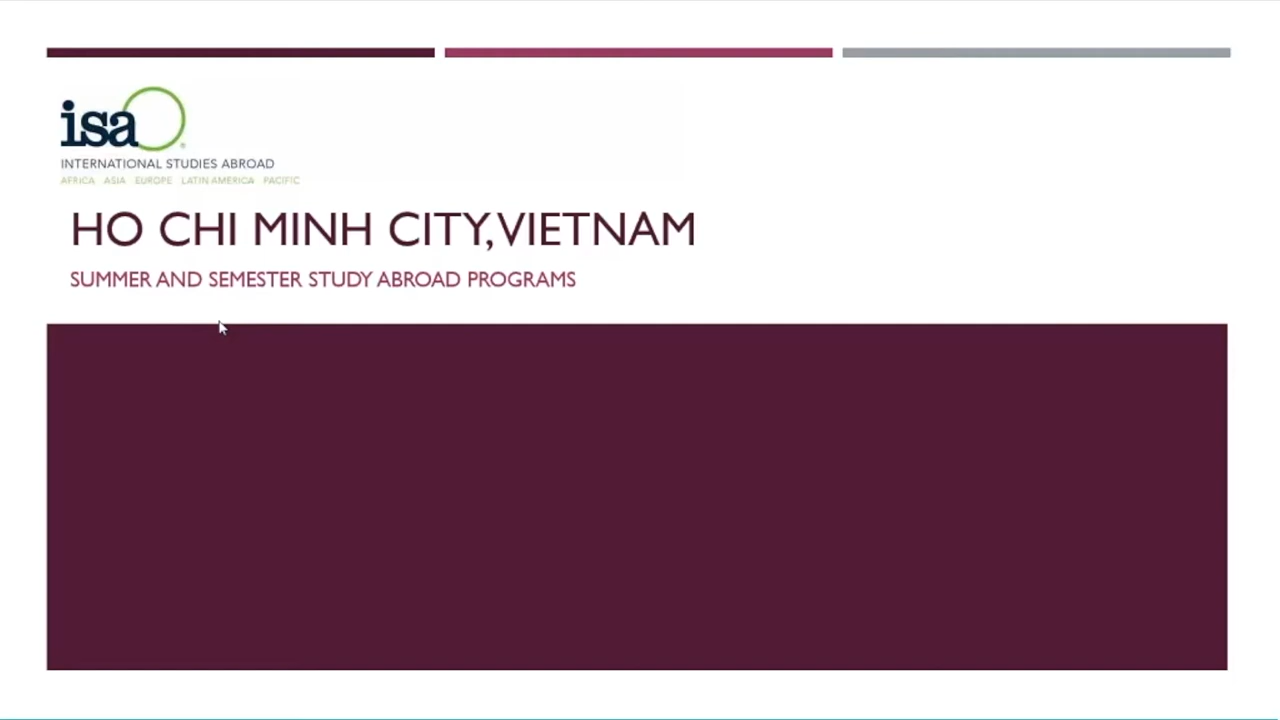 isa
INTERNATIONAL STUDIES ABROAD
AFRICA ASIA EUROPE LATIN AMERICA PACIFIC
HO CHI MINH CITY, VIETNAM
SUMMER AND SEMESTER STUDY ABROAD PROGRAMS